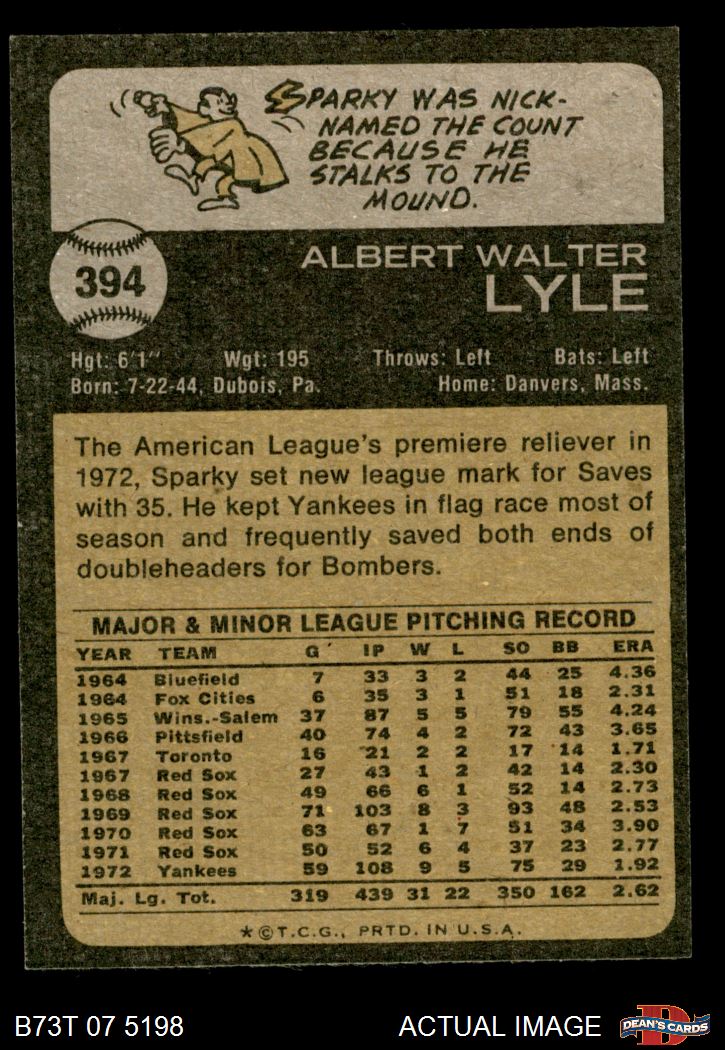 SPARKY WAS NICK-
NAMED THE COUNT
BECAUSE HE
STALKS TO THE
MOUND.
394
ALBERT WALTER
LYLE
Hgt: 6'1" Wgt: 195 Throws: Left Bats: Left
Born: 7-22-44, Dubois, Pa. Home: Danvers, Mass.
The American League's premiere reliever in
1972, Sparky set new league mark for Saves
with 35. He kept Yankees in flag race most of
season and frequently saved both ends of
doubleheaders for Bombers.
MAJOR & MINOR LEAGUE PITCHING RECORD
YEAR TEAM G IP W L SO BB ERA
1964 Bluefield 7 33 3 2 44 25 4.36
1964 Fox Cities 6 35 3 1 51 18 2.31
1965 Wins.-Salem 37 87 5 5 79 55 4.24
1966 Pittsfield 40 74 4 2 72 43 3.65
1967 Toronto 16 21 2 2 17 14 1.71
1967 Red Sox 27 43 1 2 42 14 2.30
1968 Red Sox 49 66 6 1 52 14 2.73
1969 Red Sox 71 103 8 3 93 48 2.53
1970 Red Sox 63 67 1 7 51 34 3.90
1971 Red Sox 50 52 6 4 37 23 2.77
1972 Yankees 59 108 9 5 75 29 1.92
Maj. Lg. Tot. 319 439 31 22 350 162 2.62
*©T.C.G., PRTD. IN U.S.A.
B73T 07 5198 ACTUAL IMAGE D DEAN'S CARDS